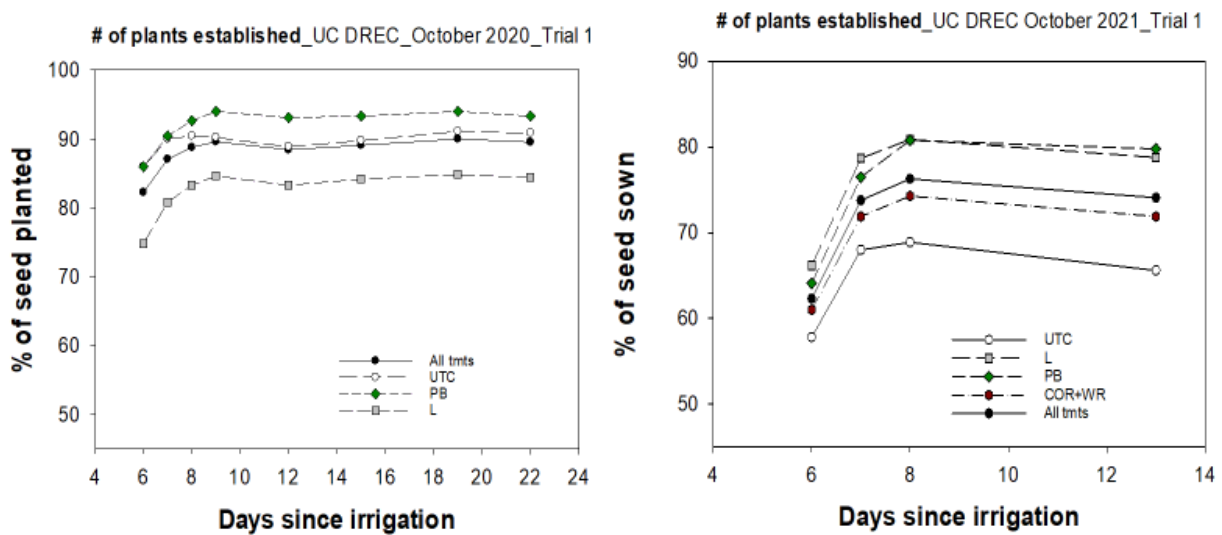 # of plants established_UC DREC_October 2020_Trial 1
100
90
80
70
60
50
% of seed planted
All tmts
UTC
PB
L
4 6 8 10 12 14 16 18 20 22 24
Days since irrigation
# of plants established_UC DREC October 2021_Trial 1
90
80
70
60
50
% of seed sown
UTC
L
PB
COR+WR
All tmts
4 6 8 10 12 14
Days since irrigation